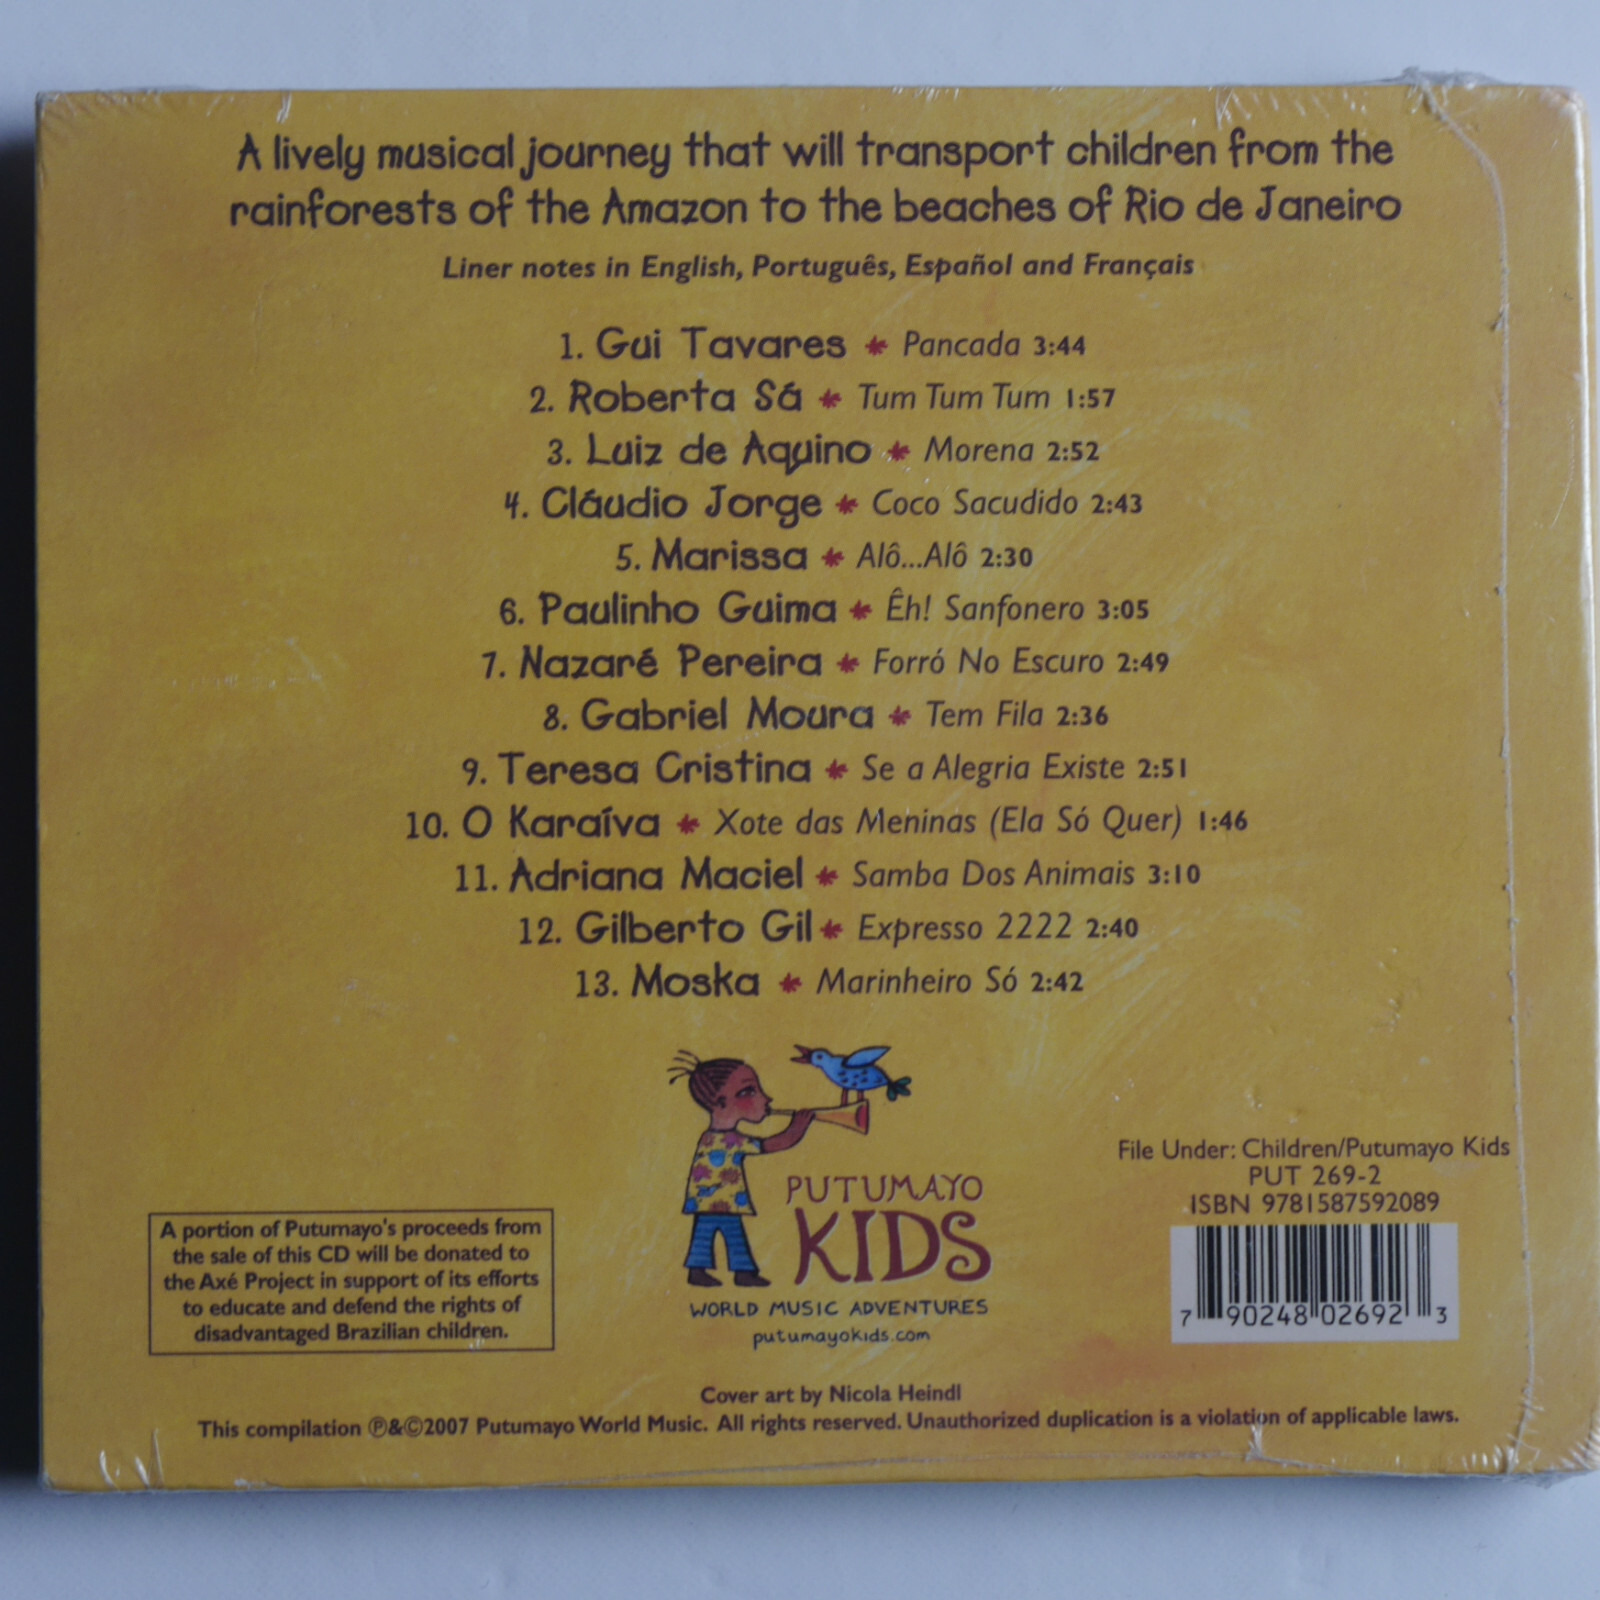 A lively musical journey that will transport children from the
rainforests of the Amazon to the beaches of Rio de Janeiro
Liner notes in English, Português, Español and Français
1. Gui Tavares * Pancada 3:44
2. Roberta Sá * Tum Tum Tum 1:57
3. Luiz de Aquino * Morena 2:52
4. Cláudio Jorge * Coco Sacudido 2:43
5. Marissa * Alô...Alô 2:30
6. Paulinho Guima * Êh! Sanfonero 3:05
7. Nazaré Pereira * Forró No Escuro 2:49
8. Gabriel Moura * Tem Fila 2:36
9. Teresa Cristina * Se a Alegria Existe 2:51
10. O Karaíva * Xote das Meninas (Ela Só Quer) 1:46
11. Adriana Maciel * Samba Dos Animais 3:10
12. Gilberto Gil * Expresso 2222 2:40
13. Moska * Marinheiro Só 2:42
A portion of Putumayo's proceeds from
the sale of this CD will be donated to
the Axé Project in support of its efforts
to educate and defend the rights of
disadvantaged Brazilian children.
PUTUMAYO
KIDS
WORLD MUSIC ADVENTURES
putumayokids.com
File Under: Children/Putumayo Kids
PUT 269-2
ISBN 9781587592089
7 90248 02692 3
Cover art by Nicola Heindl
This compilation ℗&©2007 Putumayo World Music. All rights reserved. Unauthorized duplication is a violation of applicable laws.